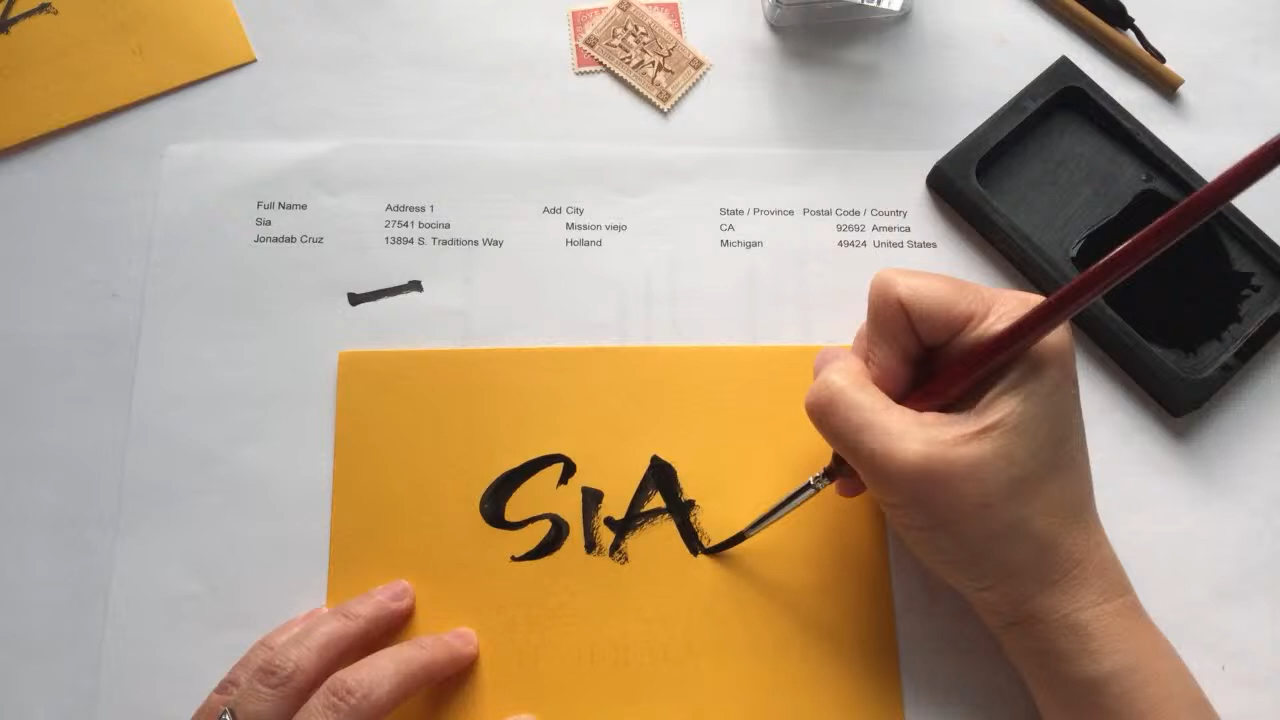 Full Name Address 1 Add City State / Province Postal Code / Country
Sia 27541 bocina Mission viejo CA 92692 America
Jonadab Cruz 13894 S. Traditions Way Holland Michigan 49424 United States
SIA